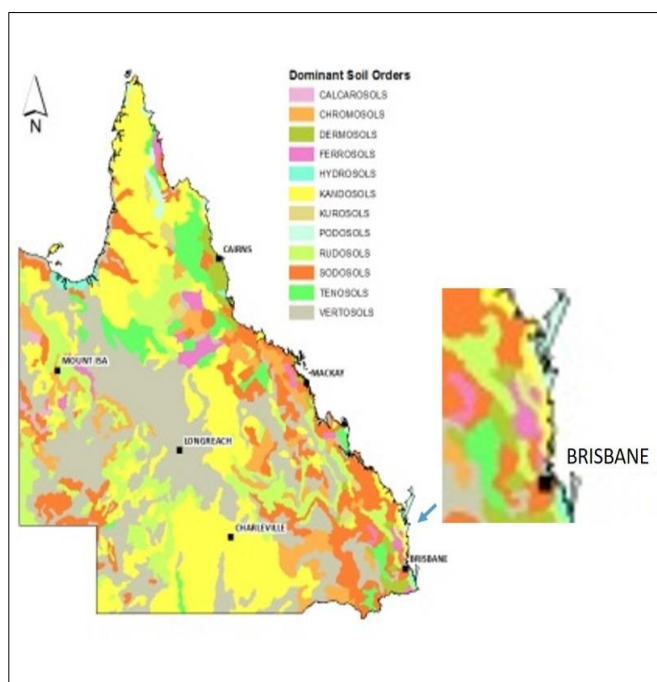 Dominant Soil Orders
CALCAROSOLS
CHROMOSOLS
DERMOSOLS
FERROSOLS
HYDROSOLS
KANDOSOLS
KUROSOLS
PODOSOLS
RUDOSOLS
SODOSOLS
TENOSOLS
VERTOSOLS
N
CAIRNS
MOUNT ISA
MACKAY
LONGREACH
BRISBANE
CHARLEVILLE
BRISBANE